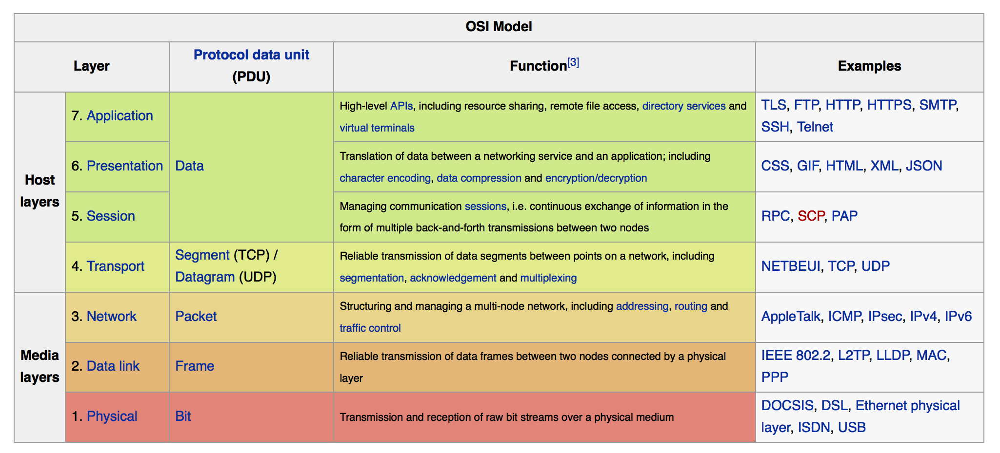 OSI Model
Layer
Protocol data unit
(PDU)
Function[3]
Examples
Host
layers
7. Application
Data
High-level APIs, including resource sharing, remote file access, directory services and
virtual terminals
TLS, FTP, HTTP, HTTPS, SMTP,
SSH, Telnet
6. Presentation
Translation of data between a networking service and an application; including
character encoding, data compression and encryption/decryption
CSS, GIF, HTML, XML, JSON
5. Session
Managing communication sessions, i.e. continuous exchange of information in the
form of multiple back-and-forth transmissions between two nodes
RPC, SCP, PAP
4. Transport
Segment (TCP) /
Datagram (UDP)
Reliable transmission of data segments between points on a network, including
segmentation, acknowledgement and multiplexing
NETBEUI, TCP, UDP
Media
layers
3. Network
Packet
Structuring and managing a multi-node network, including addressing, routing and
traffic control
AppleTalk, ICMP, IPsec, IPv4, IPv6
2. Data link
Frame
Reliable transmission of data frames between two nodes connected by a physical
layer
IEEE 802.2, L2TP, LLDP, MAC,
PPP
1. Physical
Bit
Transmission and reception of raw bit streams over a physical medium
DOCSIS, DSL, Ethernet physical
layer, ISDN, USB